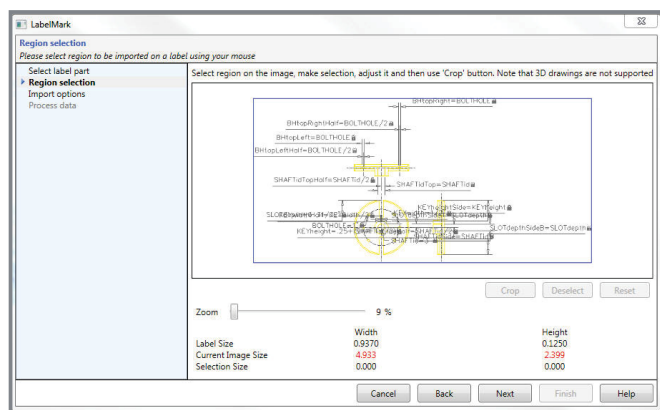 LabelMark
Region selection
Please select region to be imported on a label using your mouse
Select label part
Region selection
Import options
Process data
Select region on the image, make selection, adjust it and then use 'Crop' button. Note that 3D drawings are not supported
BHtopRight=BOLTHOLE
BHtopRightHalf=BOLTHOLE/2
BHtopLeft=BOLTHOLE
BHtopLeftHalf=BOLTHOLE/2
SHAFTidTopHalf=SHAFTid/2
SHAFTidTop=SHAFTid
KEYheightSide=KEYheight
SLOTdepthSideB=SLOTdepth
Crop
Deselect
Reset
Zoom 9 %
Width Height
Label Size 0.9370 0.1250
Current Image Size 4.933 2.399
Selection Size 0.000 0.000
Cancel
Back
Next
Finish
Help